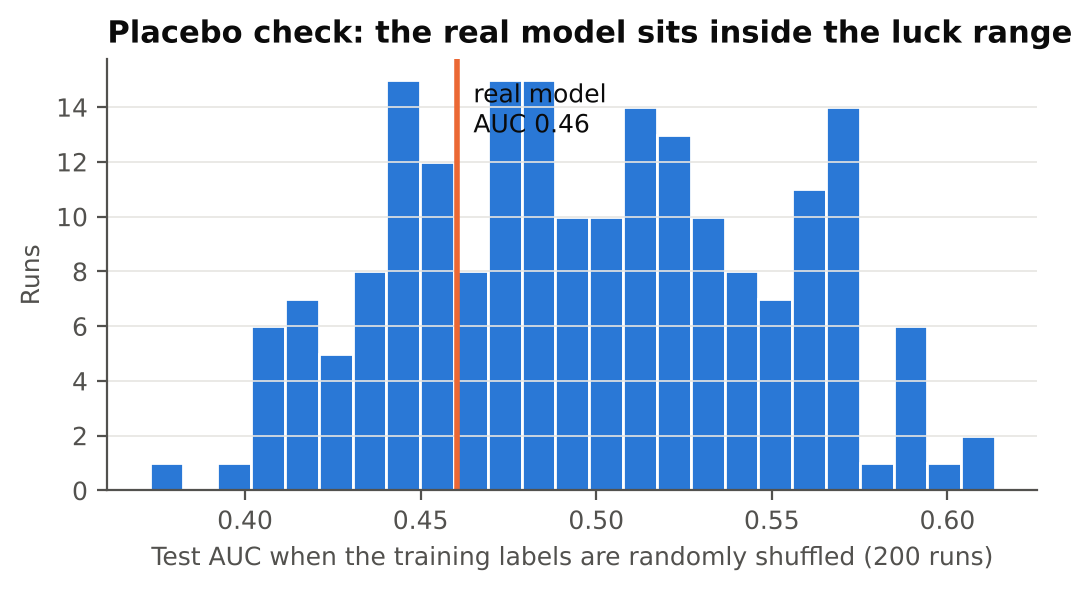 Placebo check: the real model sits inside the luck range
real model
AUC 0.46
14
12
10
8
6
4
2
0
Runs
0.40 0.45 0.50 0.55 0.60
Test AUC when the training labels are randomly shuffled (200 runs)